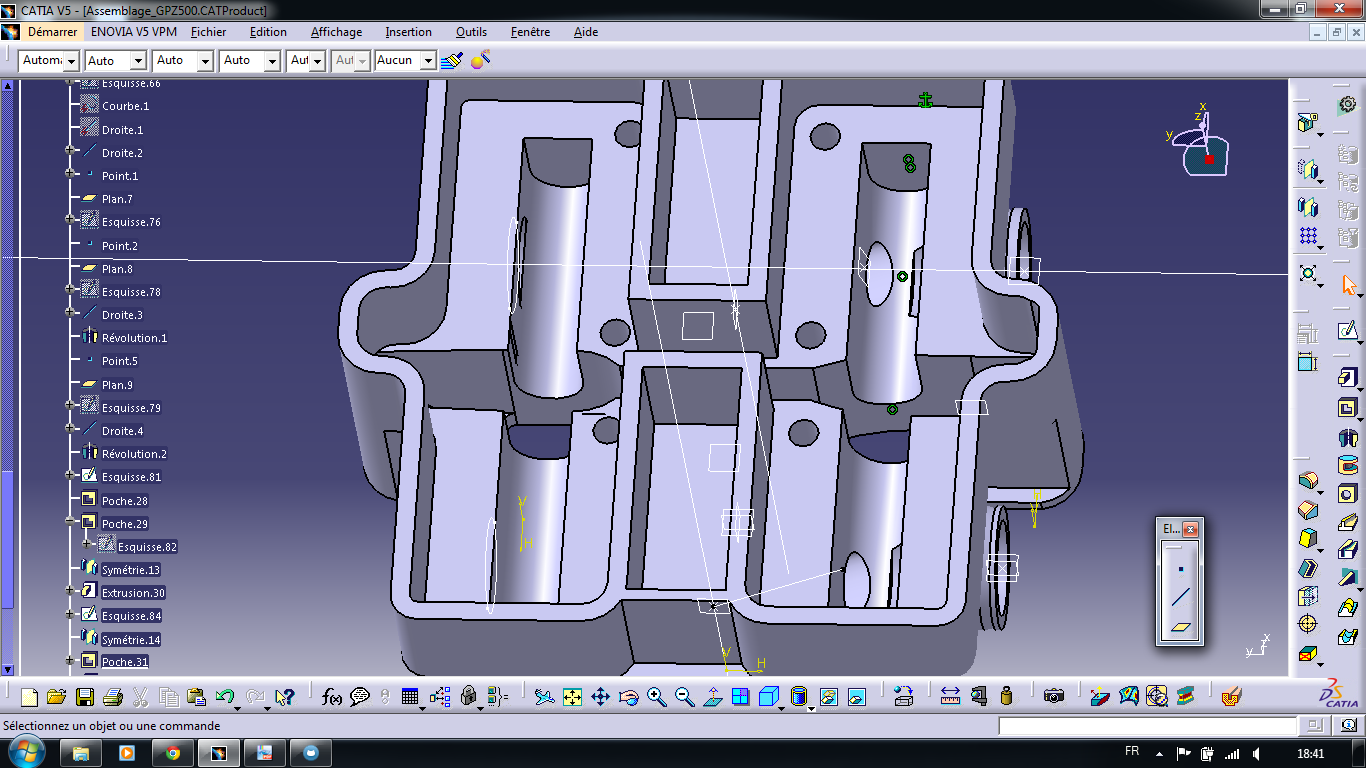 CATIA V5 - [Assemblage_GPZ500.CATProduct]
Démarrer ENOVIA V5 VPM Fichier Edition Affichage Insertion Outils Fenêtre Aide
Automa Auto Auto Auto Aut Aut Aucun
Esquisse.66
Courbe.1
Droite.1
Droite.2
Point.1
Plan.7
Esquisse.76
Point.2
Plan.8
Esquisse.78
Droite.3
Révolution.1
Point.5
Plan.9
Esquisse.79
Droite.4
Révolution.2
Esquisse.81
Poche.28
Poche.29
Esquisse.82
Symétrie.13
Extrusion.30
Esquisse.84
Symétrie.14
Poche.31
x
z
y
V
H
V
V
H
El...
x
y z
f(x)
CATIA
Sélectionnez un objet ou une commande
FR
18:41